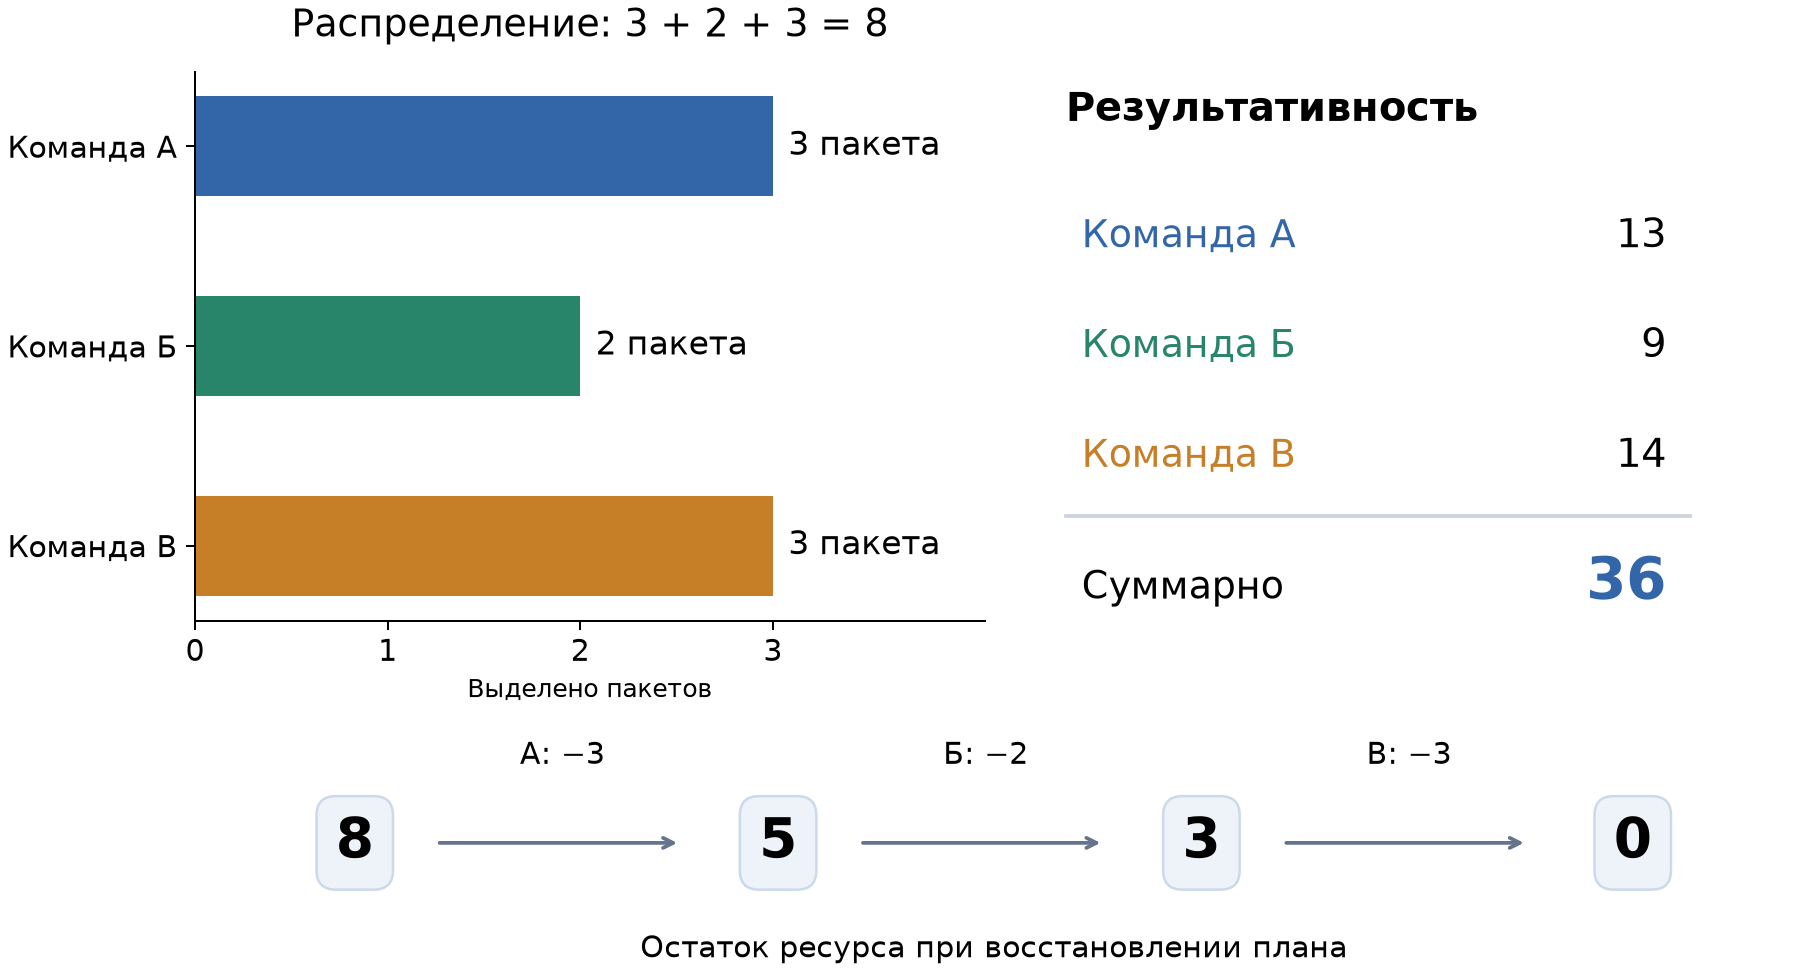 Распределение: 3 + 2 + 3 = 8
Команда А
3 пакета
Команда Б
2 пакета
Команда В
3 пакета
0 1 2 3
Выделено пакетов
Результативность
Команда А 13
Команда Б 9
Команда В 14
Суммарно 36
А: −3 Б: −2 В: −3
8 5 3 0
Остаток ресурса при восстановлении плана